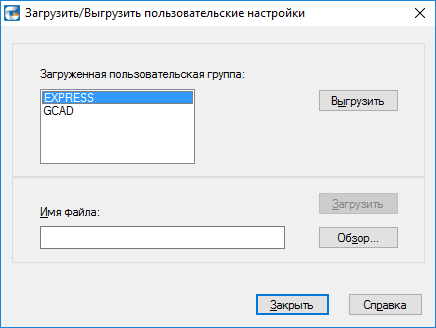 Загрузить/Выгрузить пользовательские настройки
Загруженная пользовательская группа:
EXPRESS
GCAD
Выгрузить
Имя файла:
Загрузить
Обзор...
Закрыть
Справка